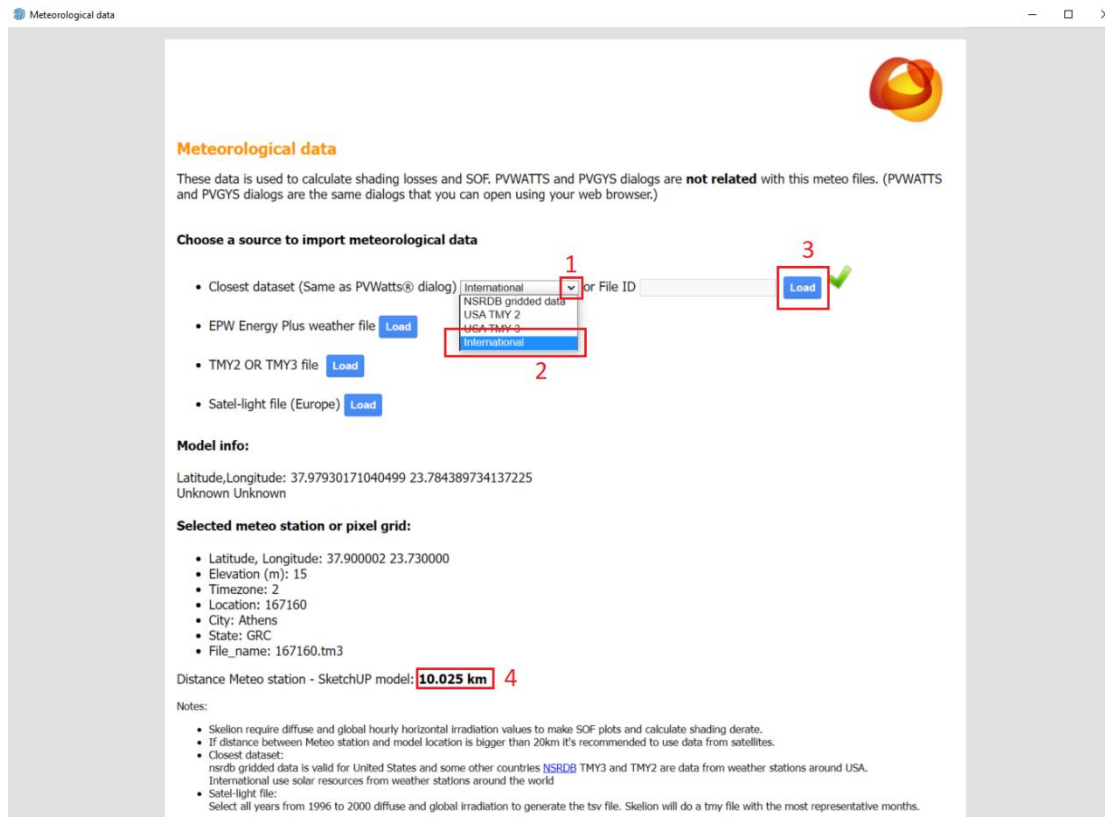 Meteorological data
Meteorological data
These data is used to calculate shading losses and SOF. PVWATTS and PVGYS dialogs are not related with this meteo files. (PVWATTS
and PVGYS dialogs are the same dialogs that you can open using your web browser.)
Choose a source to import meteorological data
3
1
• Closest dataset (Same as PVWatts® dialog) International or File ID Load
NSRDB gridded data
USA TMY 2
• EPW Energy Plus weather file Load
USA TMY 3
International
2
• TMY2 OR TMY3 file Load
• Satel-light file (Europe) Load
Model info:
Latitude,Longitude: 37.97930171040499 23.784389734137225
Unknown Unknown
Selected meteo station or pixel grid:
• Latitude, Longitude: 37.900002 23.730000
• Elevation (m): 15
• Timezone: 2
• Location: 167160
• City: Athens
• State: GRC
• File_name: 167160.tm3
Distance Meteo station - SketchUP model: 10.025 km 4
Notes:
• Skelion require diffuse and global hourly horizontal irradiation values to make SOF plots and calculate shading derate.
• If distance between Meteo station and model location is bigger than 20km it's recommended to use data from satellites.
• Closest dataset:
nsrdb gridded data is valid for United States and some other countries NSRDB TMY3 and TMY2 are data from weather stations around USA.
International use solar resources from weather stations around the world
• Satel-light file:
Select all years from 1996 to 2000 diffuse and global irradiation to generate the tsv file. Skelion will do a tmy file with the most representative months.